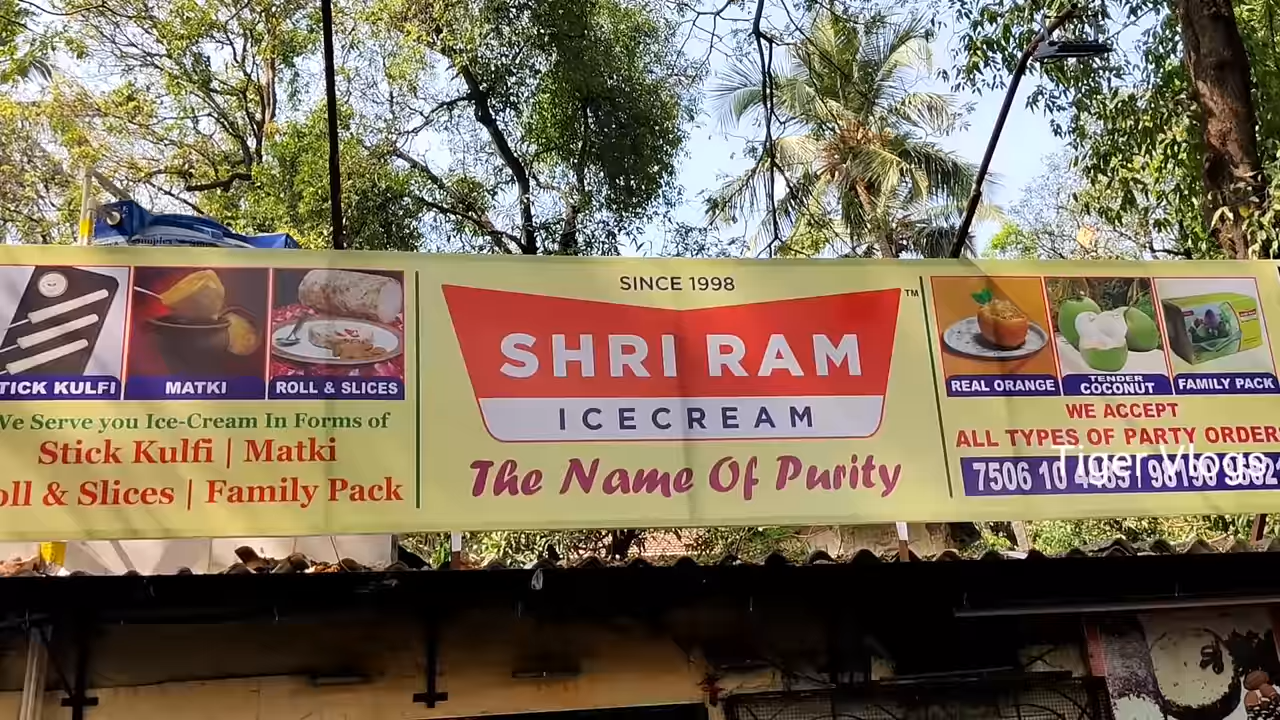 TICK KULFI
MATKI
ROLL & SLICES
We Serve you Ice-Cream In Forms of
Stick Kulfi | Matki
oll & Slices | Family Pack
SINCE 1998
SHRI RAM
TM
ICECREAM
The Name Of Purity
REAL ORANGE
TENDER
COCONUT
FAMILY PACK
WE ACCEPT
ALL TYPES OF PARTY ORDERS
7506 10
Tiger Vlogs